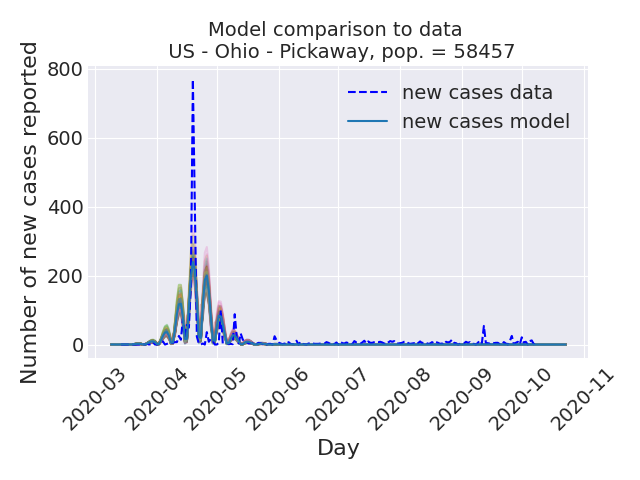 Model comparison to data
US - Ohio - Pickaway, pop. = 58457
Number of new cases reported
800
600
400
200
0
new cases data
new cases model
2020-03
2020-04
2020-05
2020-06
2020-07
2020-08
2020-09
2020-10
2020-11
Day